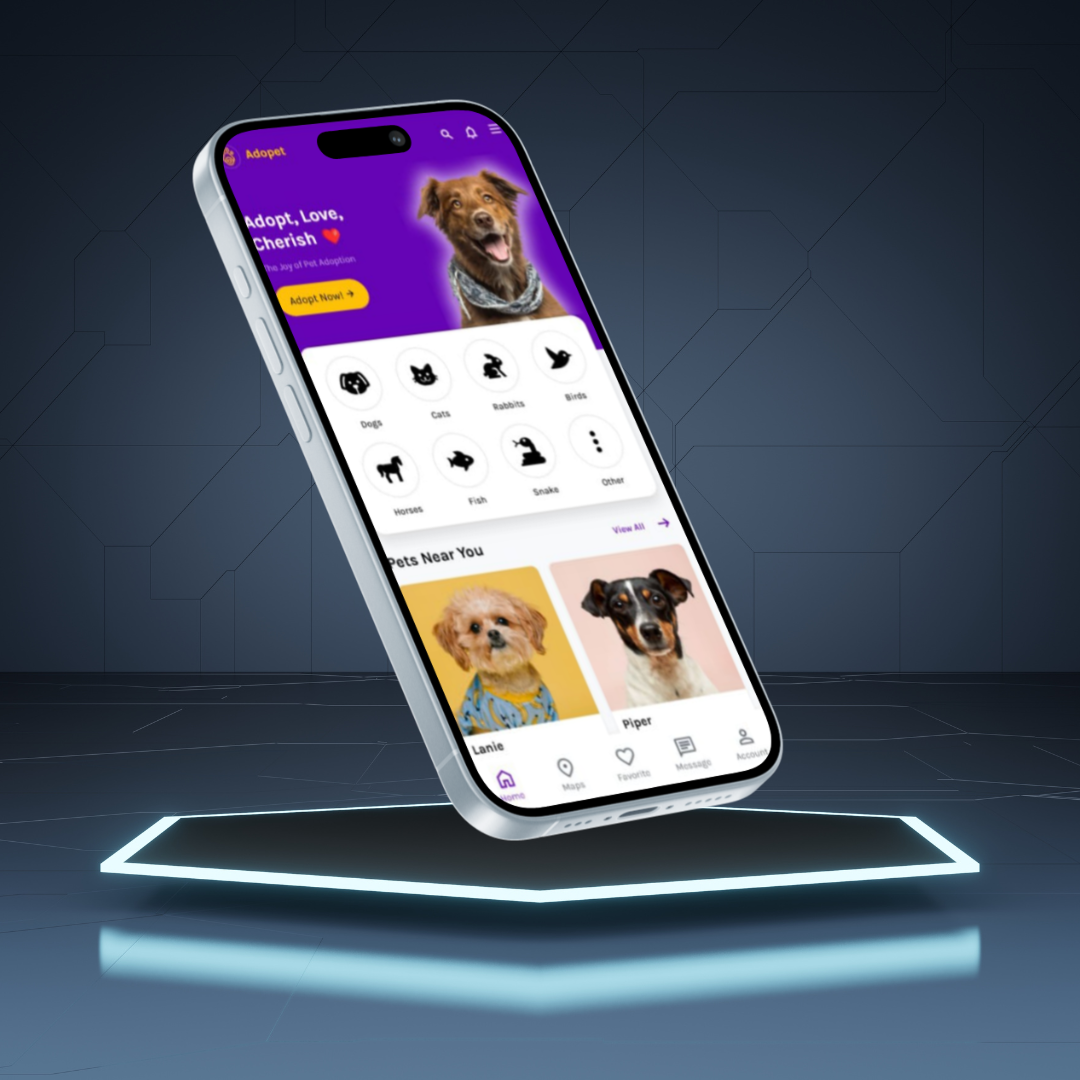 Adopet
Adopt, Love,
Cherish ❤️
The Joy of Pet Adoption
Adopt Now! →
Dogs
Cats
Rabbits
Birds
Horses
Fish
Snake
Other
Pets Near You
View All →
Lanie
Piper
Home
Maps
Favorite
Message
Account